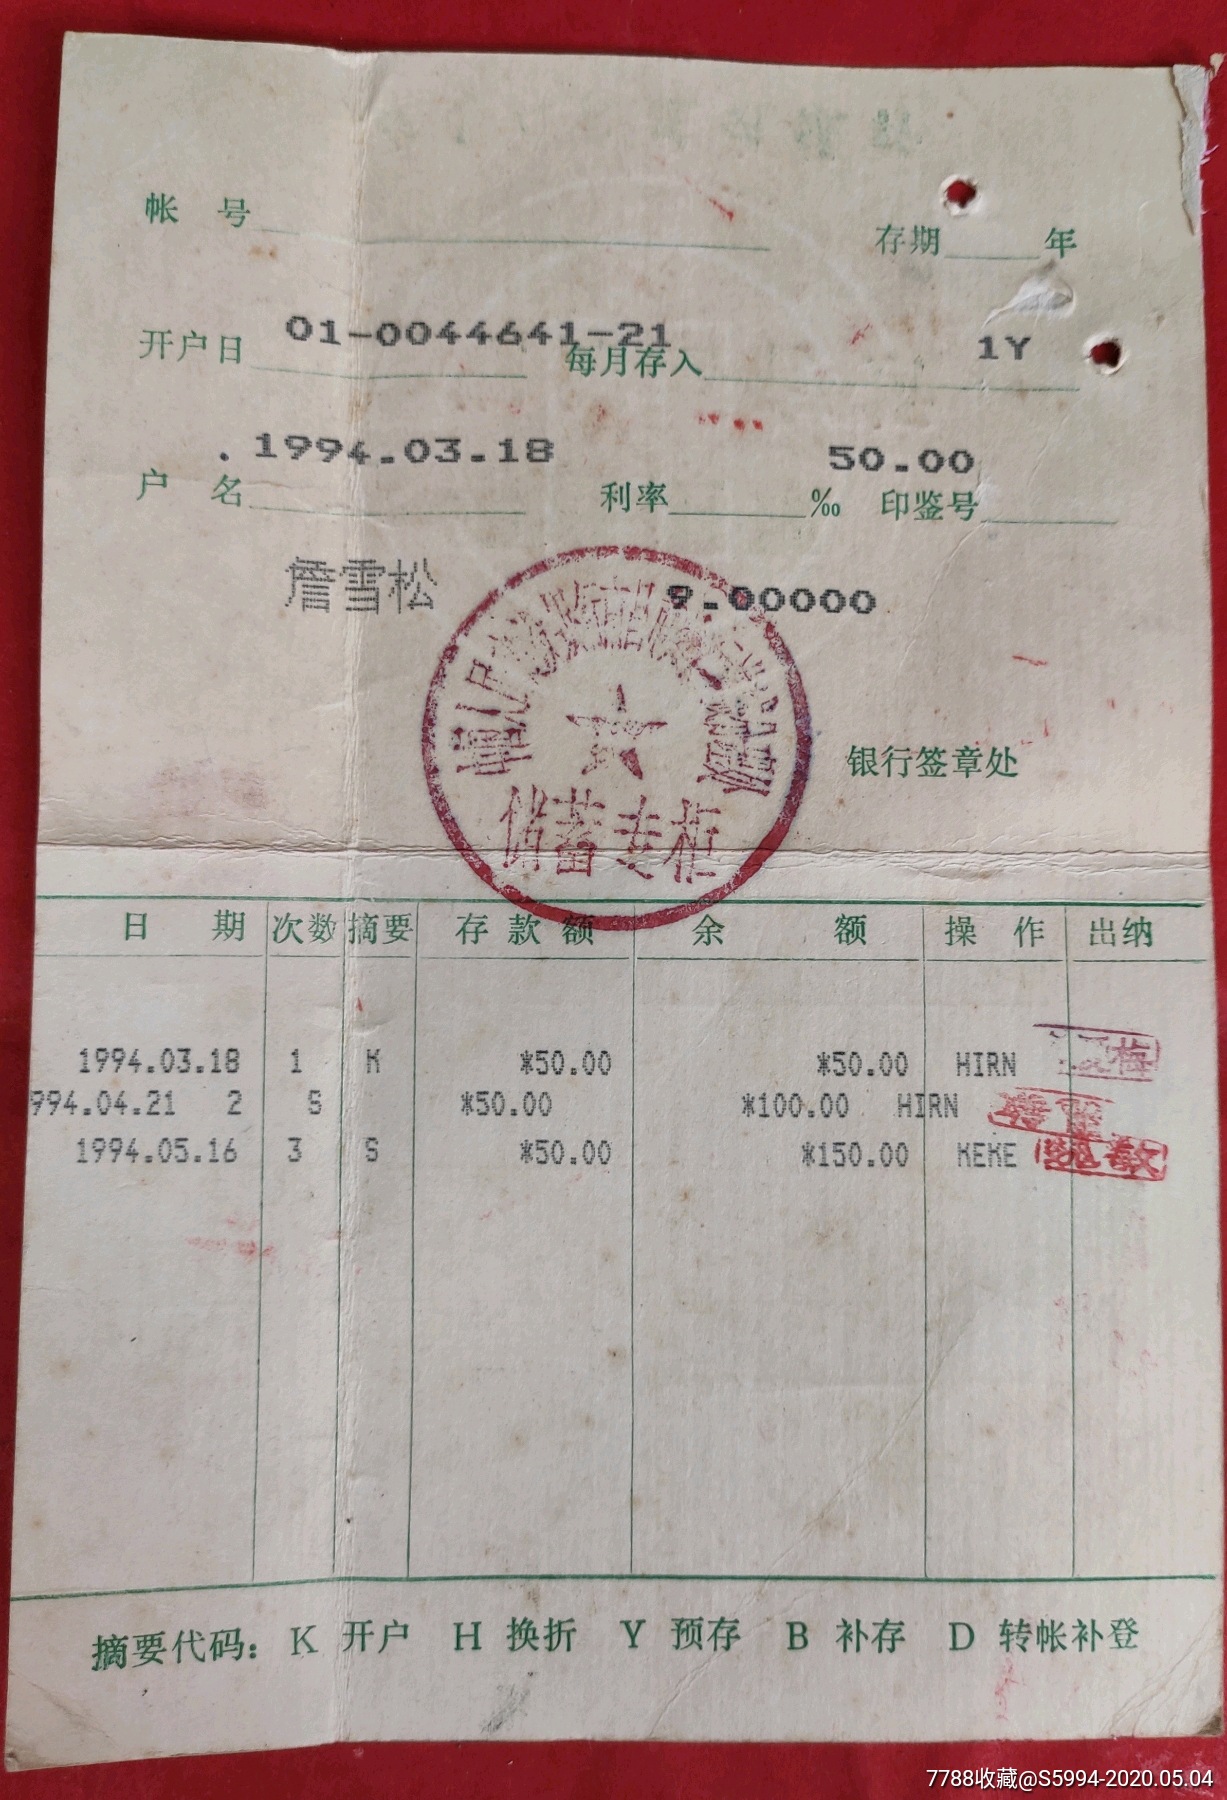 帐 号
存期 年
01-0044641-21 1Y
开户日 每月存入
.1994.03.18 50.00
户 名 利率 ‰ 印鉴号
詹雪松 9.00000
储蓄专柜
银行签章处
日 期 次数 摘要 存款额 余 额 操 作 出纳
1994.03.18 1 K *50.00 *50.00 HIRN
994.04.21 2 S *50.00 *100.00 HIRN
1994.05.16 3 S *50.00 *150.00 KEKE
摘要代码: K 开户 H 换折 Y 预存 B 补存 D 转帐补登
7788收藏@S5994-2020.05.04